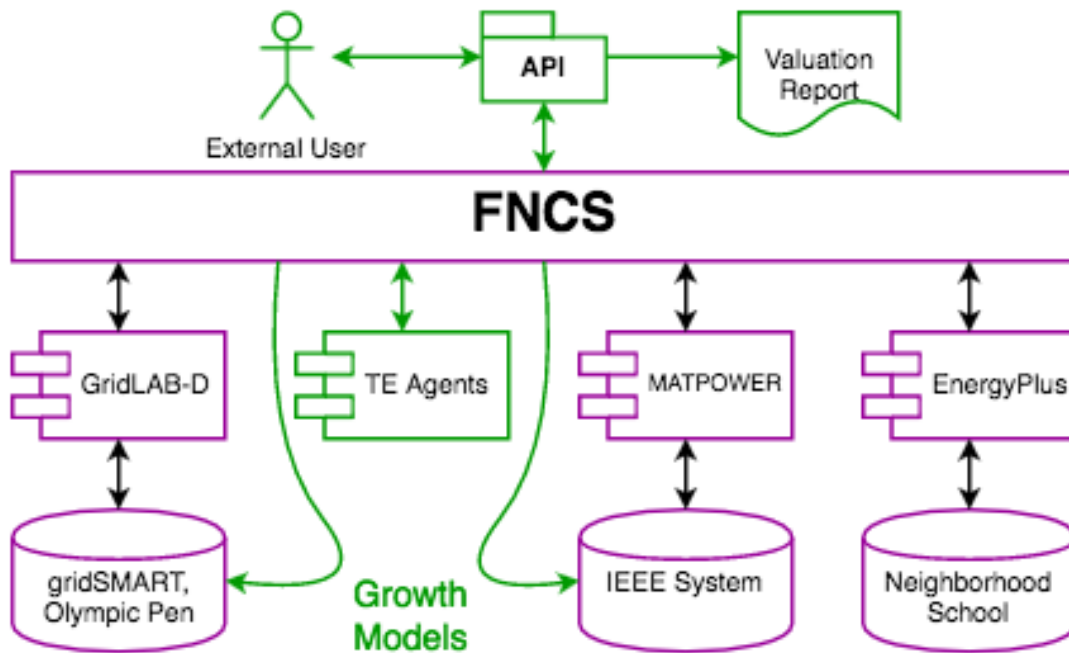 API
Valuation
Report
External User
FNCS
GridLAB-D
TE Agents
MATPOWER
EnergyPlus
gridSMART,
Olympic Pen
Growth
Models
IEEE System
Neighborhood
School